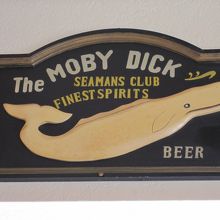 The MOBY DICK
SEAMANS CLUB
FINEST SPIRITS
BEER